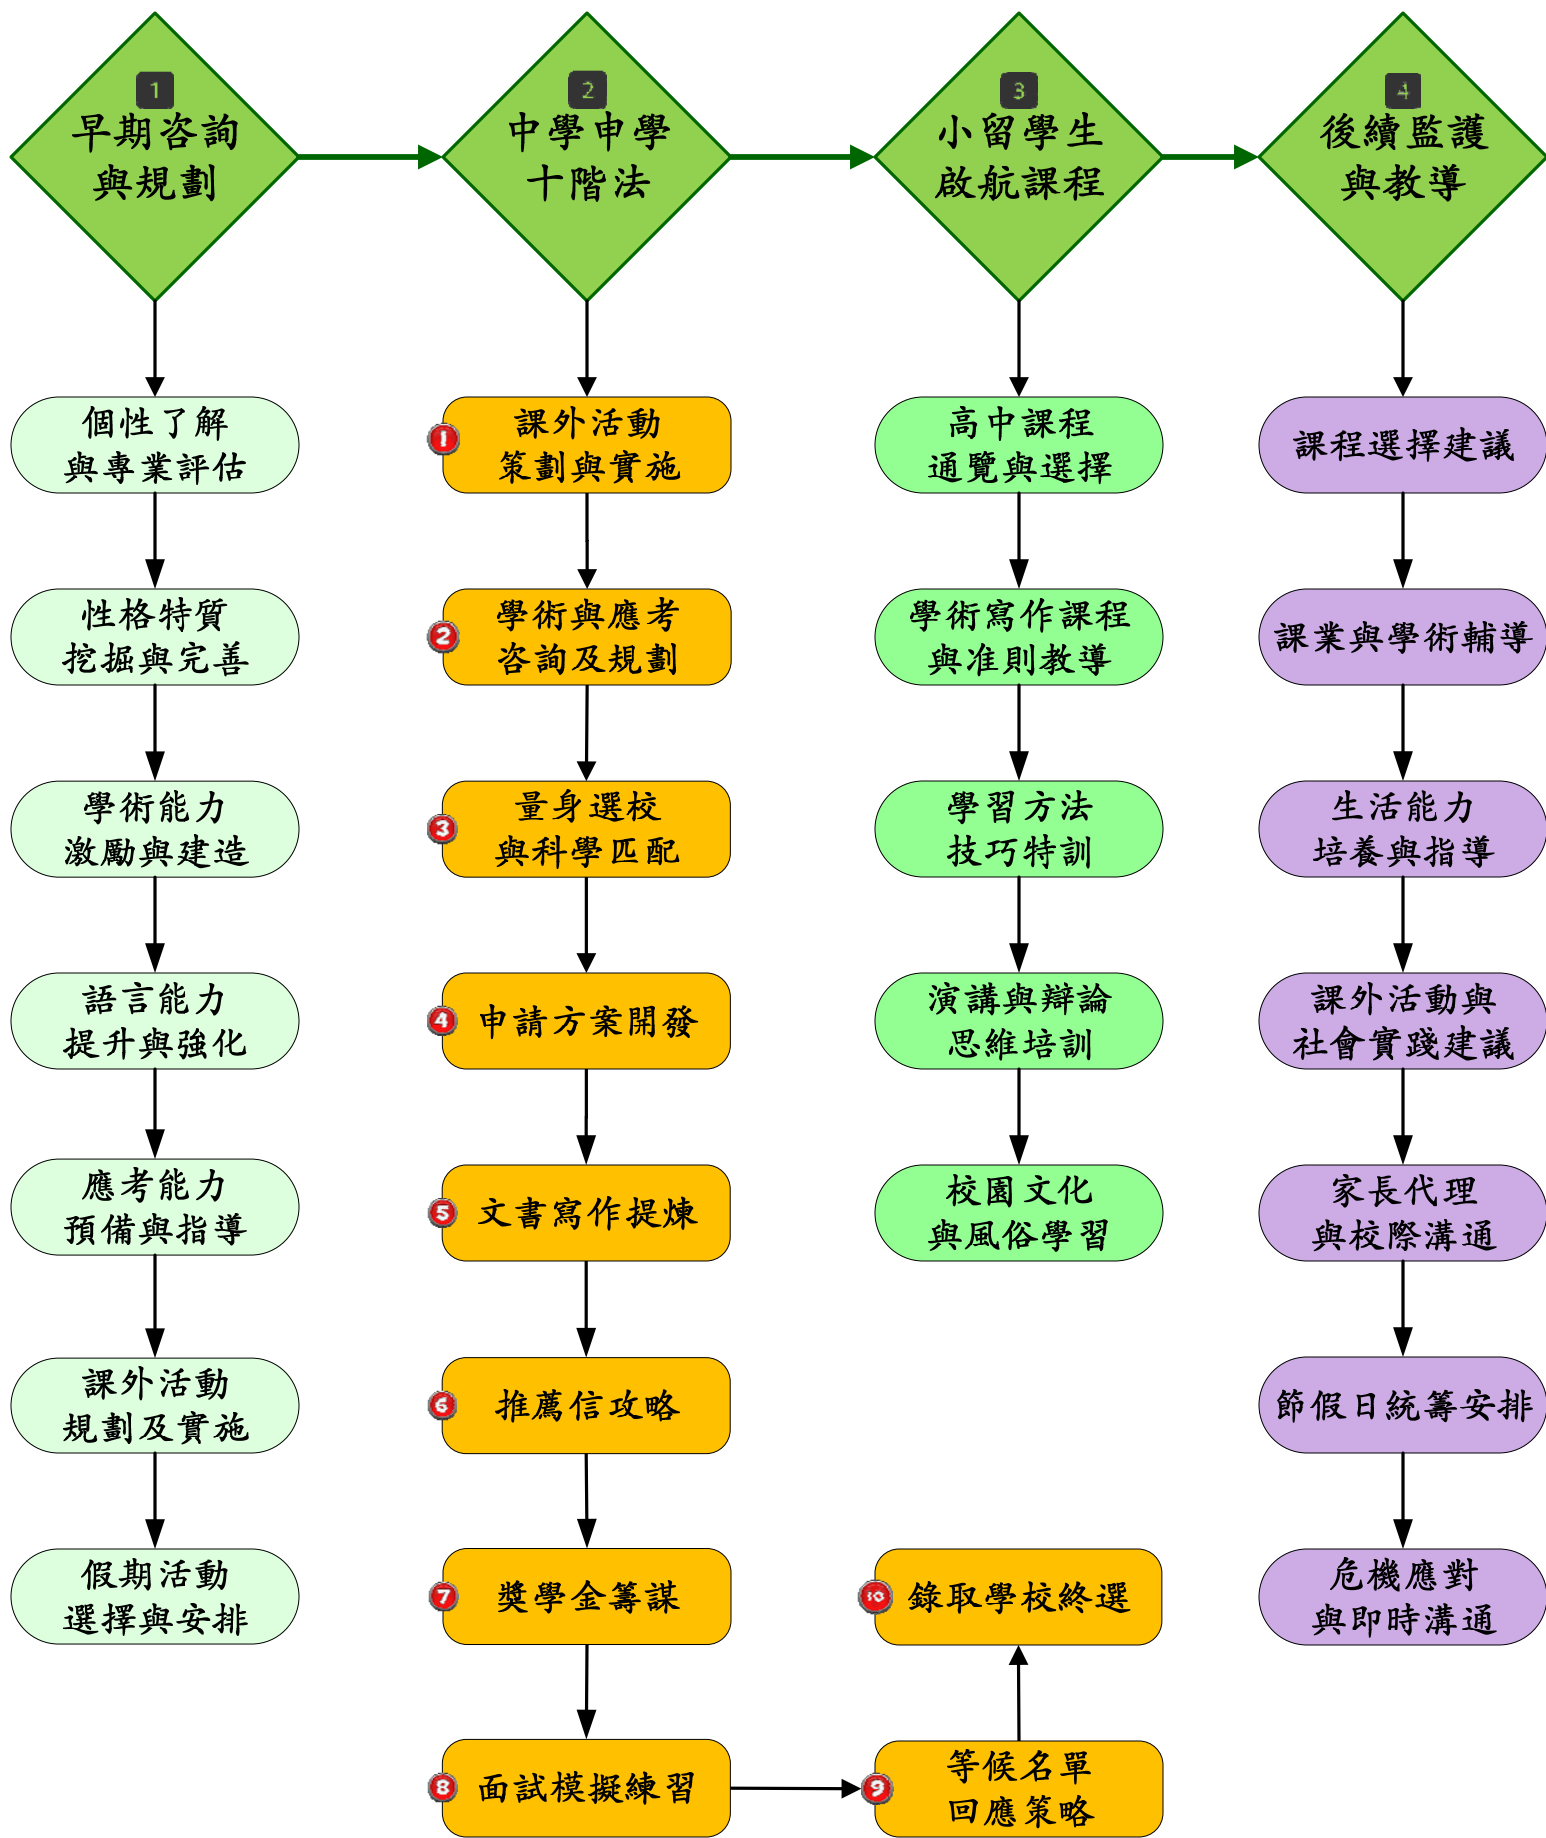 1
早期咨詢
與規劃
個性了解
與專業評估
性格特質
挖掘與完善
學術能力
激勵與建造
語言能力
提升與強化
應考能力
預備與指導
課外活動
規劃及實施
假期活動
選擇與安排
2
中學申學
十階法
1
課外活動
策劃與實施
2
學術與應考
咨詢及規劃
3
量身選校
與科學匹配
4
申請方案開發
5
文書寫作提煉
6
推薦信攻略
7
獎學金籌謀
8
面試模擬練習
9
等候名單
回應策略
10
錄取學校終選
3
小留學生
啟航課程
高中課程
通覽與選擇
學術寫作課程
與准則教導
學習方法
技巧特訓
演講與辯論
思維培訓
校園文化
與風俗學習
4
後續監護
與教導
課程選擇建議
課業與學術輔導
生活能力
培養與指導
課外活動與
社會實踐建議
家長代理
與校際溝通
節假日統籌安排
危機應對
與即時溝通